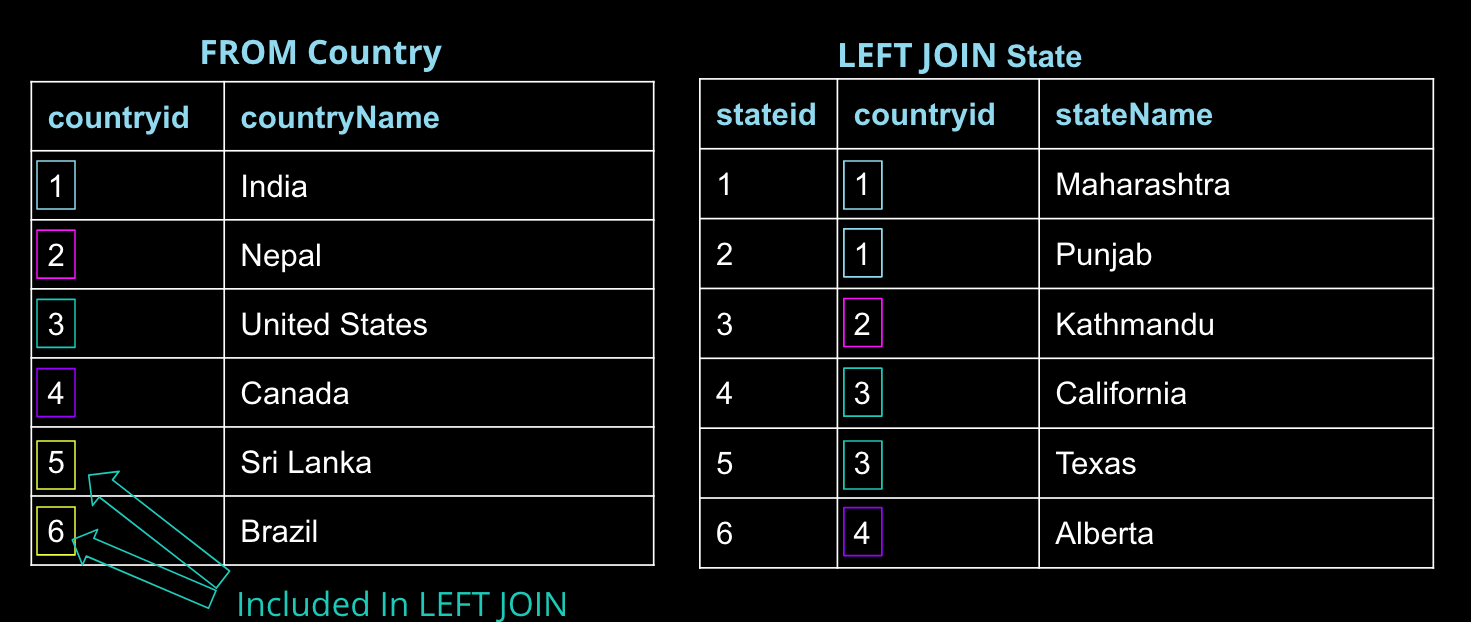 FROM Country
countryid countryName
1 India
2 Nepal
3 United States
4 Canada
5 Sri Lanka
6 Brazil
Included In LEFT JOIN
LEFT JOIN State
stateid countryid stateName
1 1 Maharashtra
2 1 Punjab
3 2 Kathmandu
4 3 California
5 3 Texas
6 4 Alberta